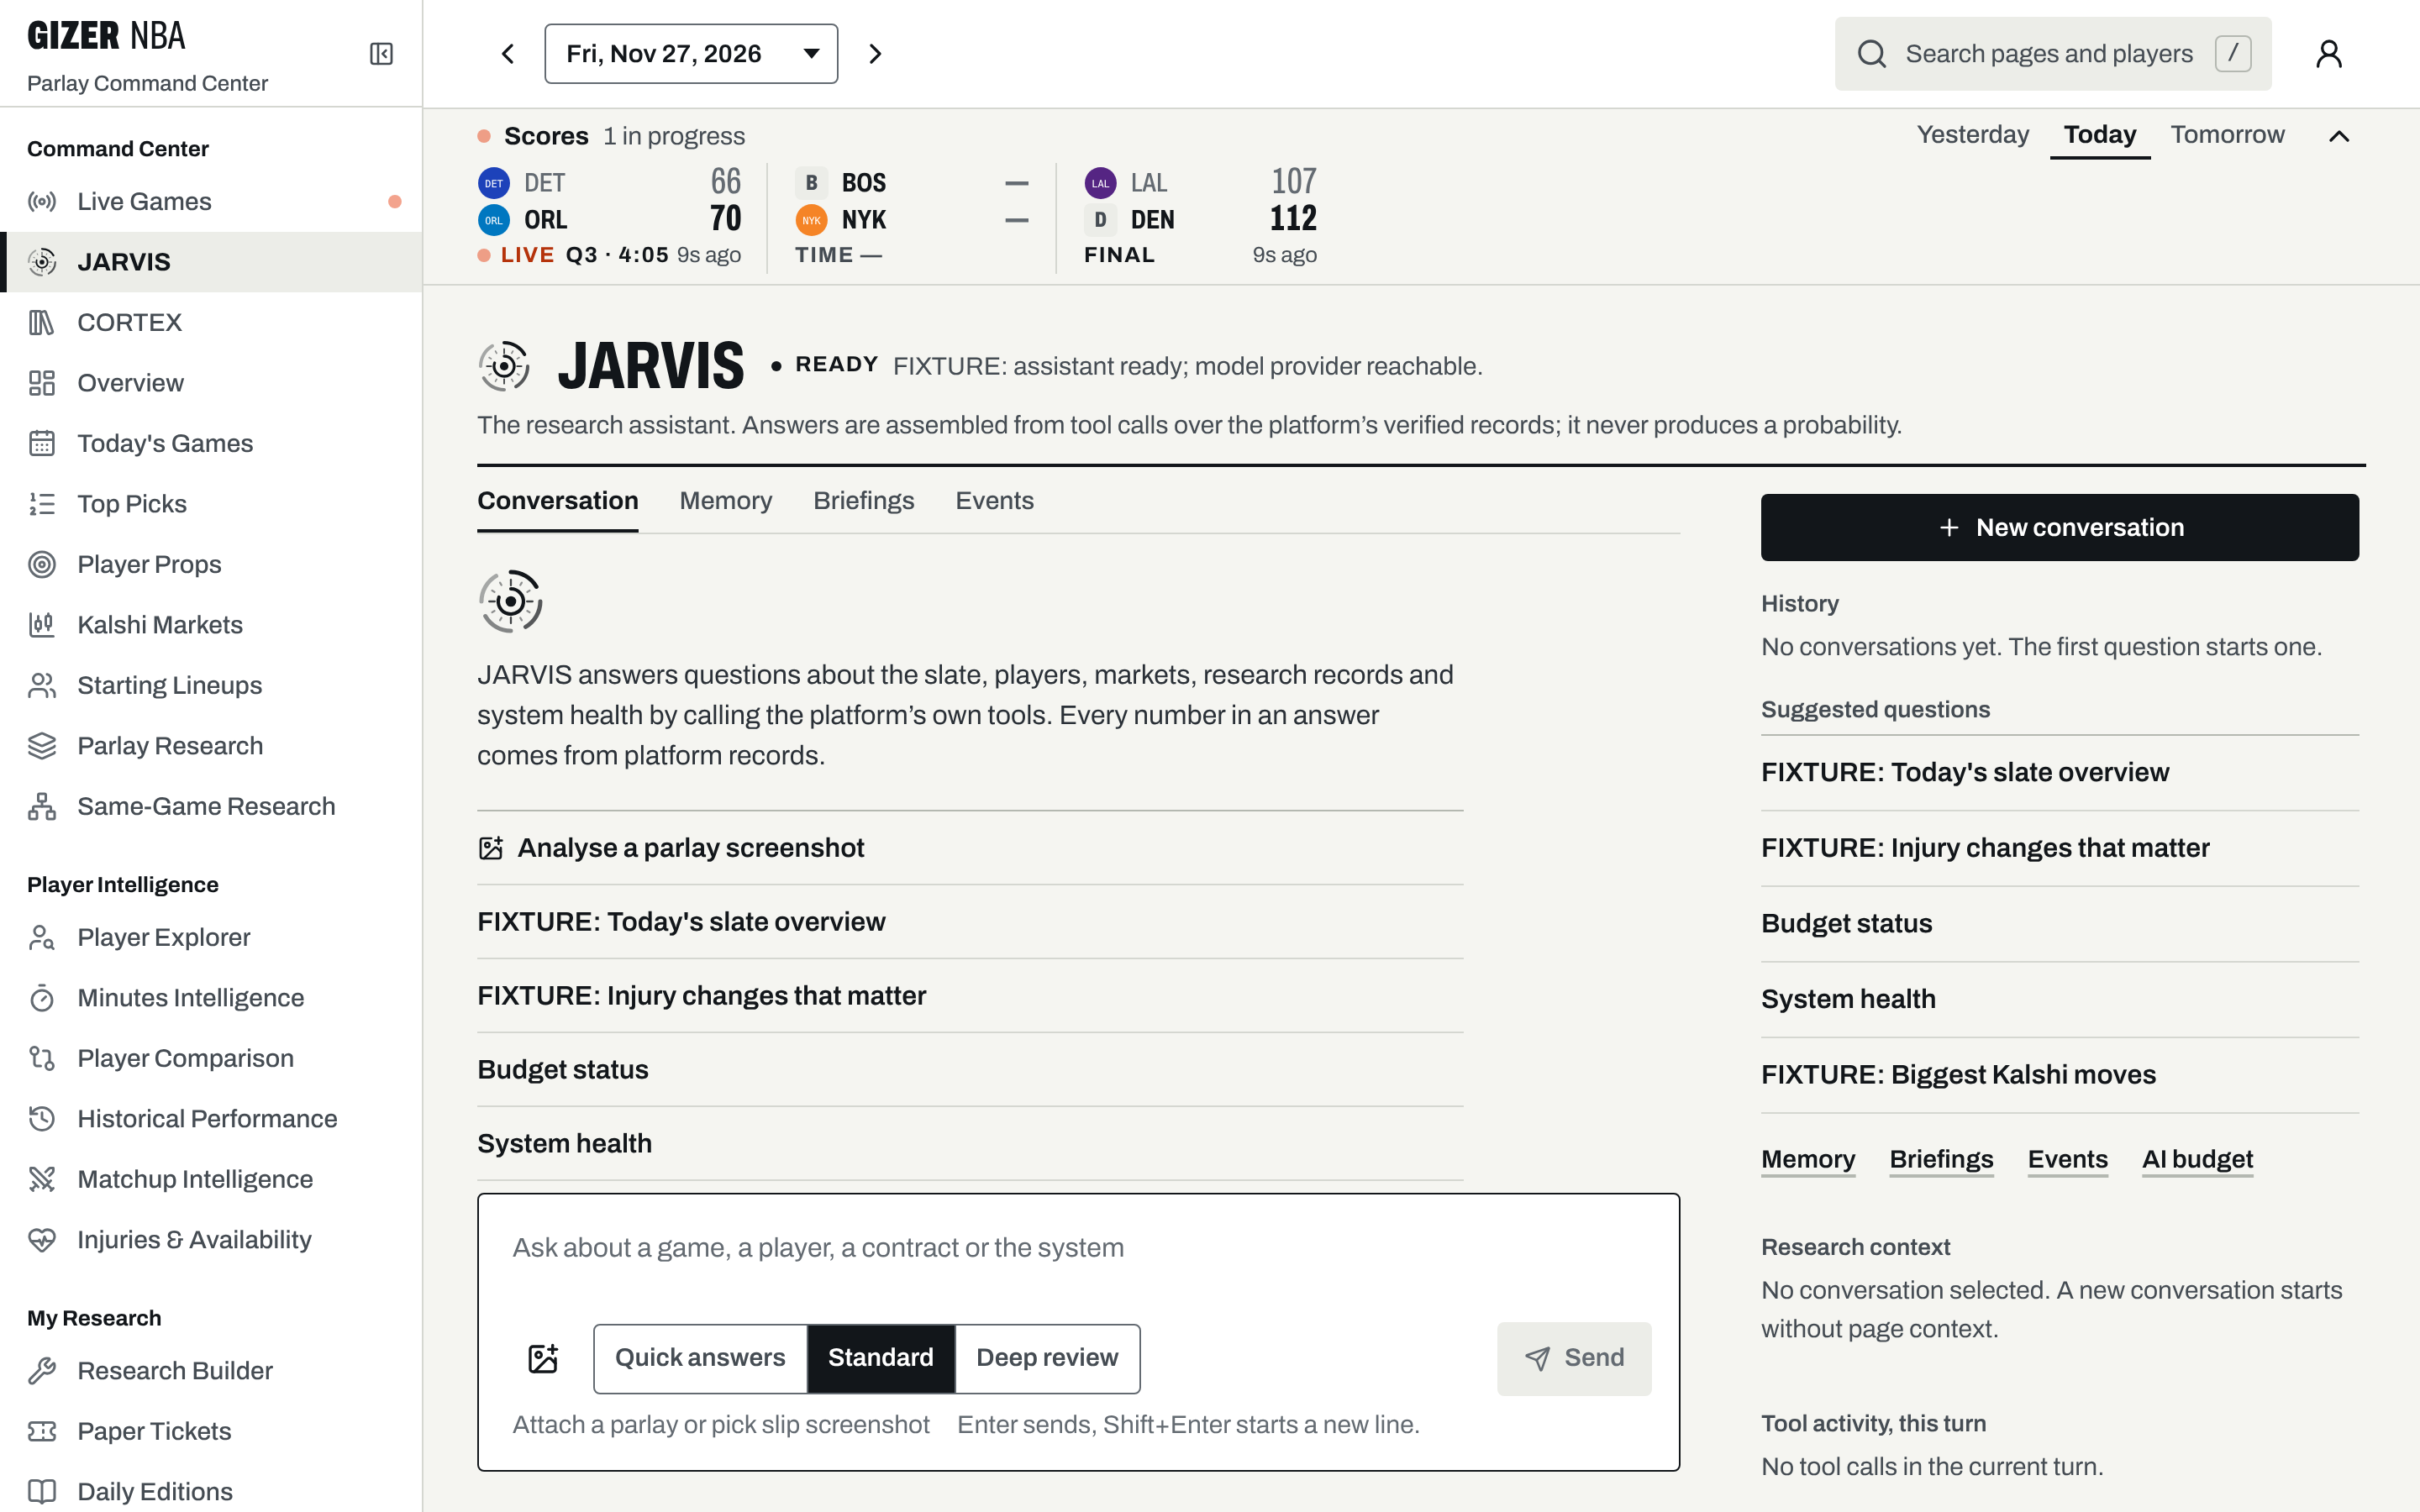 GIZER NBA
Parlay Command Center
Command Center
Live Games
JARVIS
CORTEX
Overview
Today's Games
Top Picks
Player Props
Kalshi Markets
Starting Lineups
Parlay Research
Same-Game Research
Player Intelligence
Player Explorer
Minutes Intelligence
Player Comparison
Historical Performance
Matchup Intelligence
Injuries & Availability
My Research
Research Builder
Paper Tickets
Daily Editions
Fri, Nov 27, 2026
Search pages and players /
Scores 1 in progress
Yesterday Today Tomorrow
DET DET 66
ORL ORL 70
LIVE Q3 · 4:05 9s ago
B BOS —
NYK NYK —
TIME —
LAL LAL 107
D DEN 112
FINAL 9s ago
JARVIS • READY FIXTURE: assistant ready; model provider reachable.
The research assistant. Answers are assembled from tool calls over the platform’s verified records; it never produces a probability.
Conversation Memory Briefings Events
JARVIS answers questions about the slate, players, markets, research records and
system health by calling the platform’s own tools. Every number in an answer
comes from platform records.
Analyse a parlay screenshot
FIXTURE: Today's slate overview
FIXTURE: Injury changes that matter
Budget status
System health
Ask about a game, a player, a contract or the system
Quick answers Standard Deep review Send
Attach a parlay or pick slip screenshot Enter sends, Shift+Enter starts a new line.
+ New conversation
History
No conversations yet. The first question starts one.
Suggested questions
FIXTURE: Today's slate overview
FIXTURE: Injury changes that matter
Budget status
System health
FIXTURE: Biggest Kalshi moves
Memory Briefings Events AI budget
Research context
No conversation selected. A new conversation starts
without page context.
Tool activity, this turn
No tool calls in the current turn.